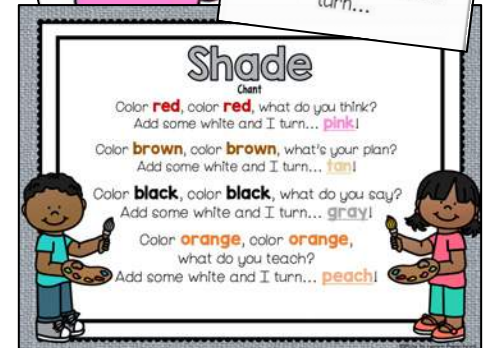 turn...
Shade
Chant
Color red, color red, what do you think?
Add some white and I turn... pink!
Color brown, color brown, what's your plan?
Add some white and I turn... tan!
Color black, color black, what do you say?
Add some white and I turn... gray!
Color orange, color orange,
what do you teach?
Add some white and I turn... peach!